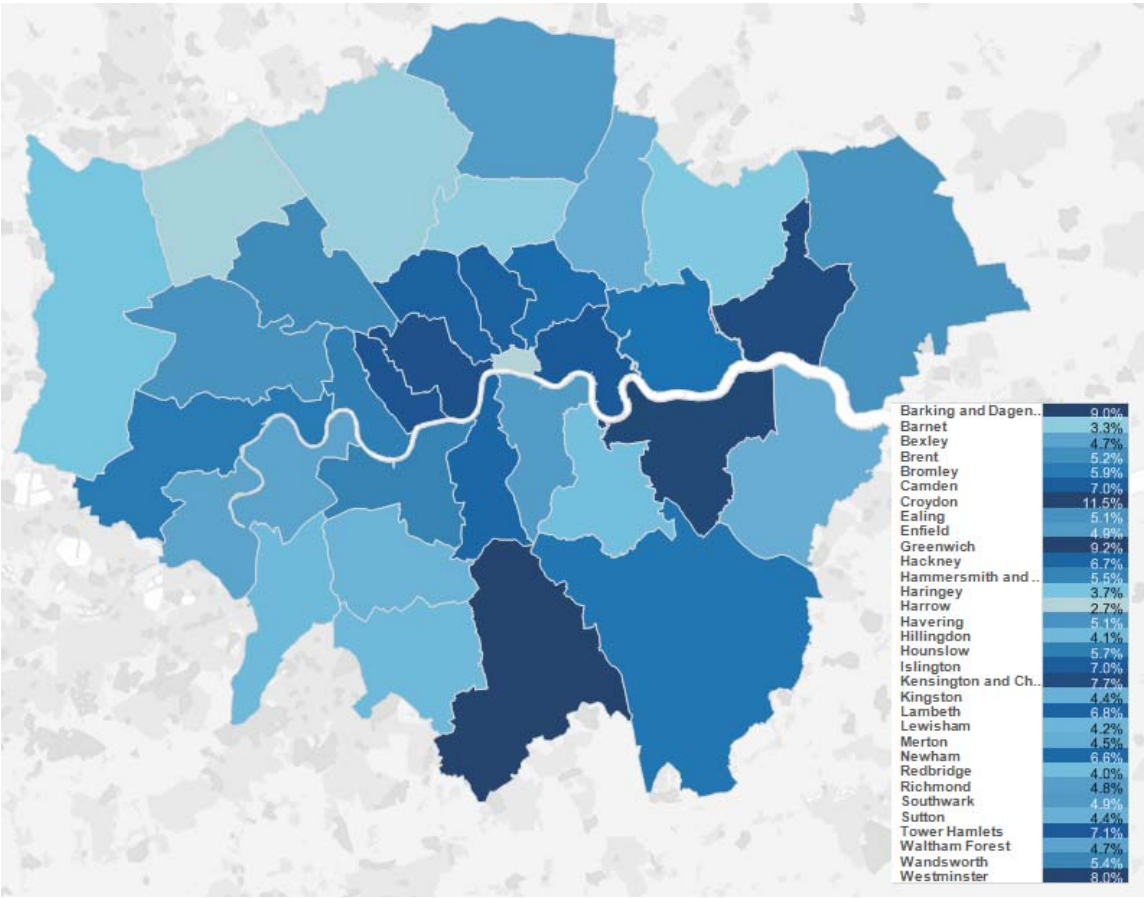 Barking and Dagen.. 9.0%
Barnet 3.3%
Bexley 4.7%
Brent 5.2%
Bromley 5.9%
Camden 7.0%
Croydon 11.5%
Ealing 5.1%
Enfield 4.9%
Greenwich 9.2%
Hackney 6.7%
Hammersmith and .. 5.5%
Haringey 3.7%
Harrow 2.7%
Havering 5.1%
Hillingdon 4.1%
Hounslow 5.7%
Islington 7.0%
Kensington and Ch.. 7.7%
Kingston 4.4%
Lambeth 6.8%
Lewisham 4.2%
Merton 4.5%
Newham 6.6%
Redbridge 4.0%
Richmond 4.8%
Southwark 4.9%
Sutton 4.4%
Tower Hamlets 7.1%
Waltham Forest 4.7%
Wandsworth 5.4%
Westminster 8.0%